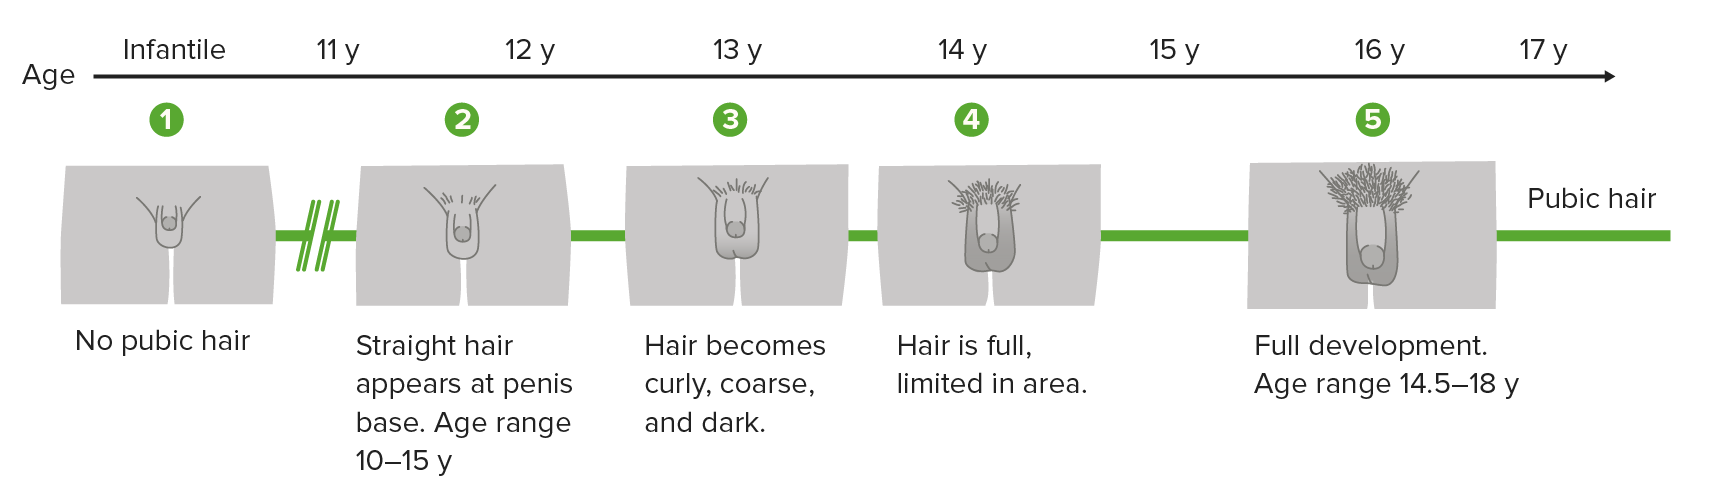 Infantile 11 y 12 y 13 y 14 y 15 y 16 y 17 y
Age
1 2 3 4 5
Pubic hair
No pubic hair
Straight hair
appears at penis
base. Age range
10–15 y
Hair becomes
curly, coarse,
and dark.
Hair is full,
limited in area.
Full development.
Age range 14.5–18 y